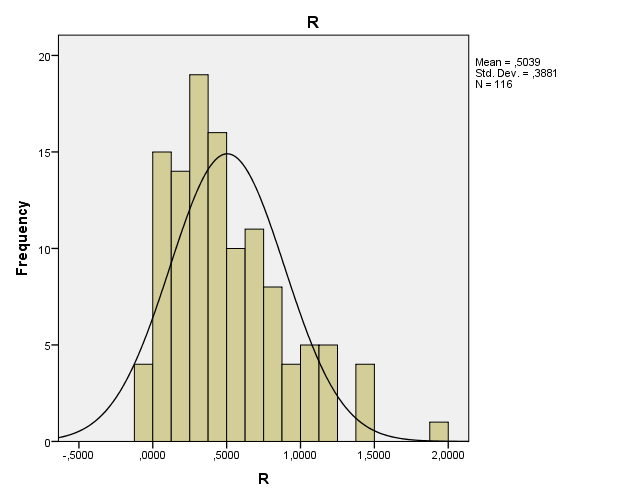 R
Mean = ,5039
Std. Dev. = ,3881
N = 116
20
15
10
5
0
Frequency
-,5000 ,0000 ,5000 1,0000 1,5000 2,0000
R